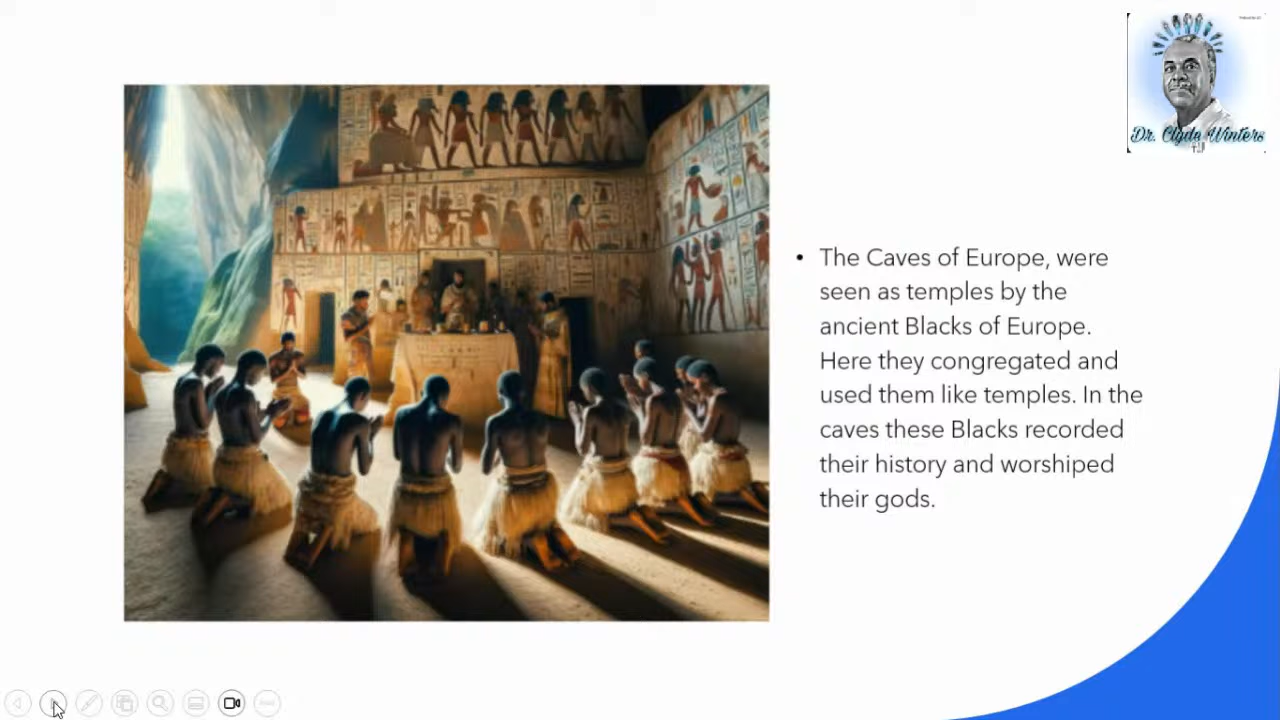 Dr. Clyde Winters
• The Caves of Europe, were
seen as temples by the
ancient Blacks of Europe.
Here they congregated and
used them like temples. In the
caves these Blacks recorded
their history and worshiped
their gods.